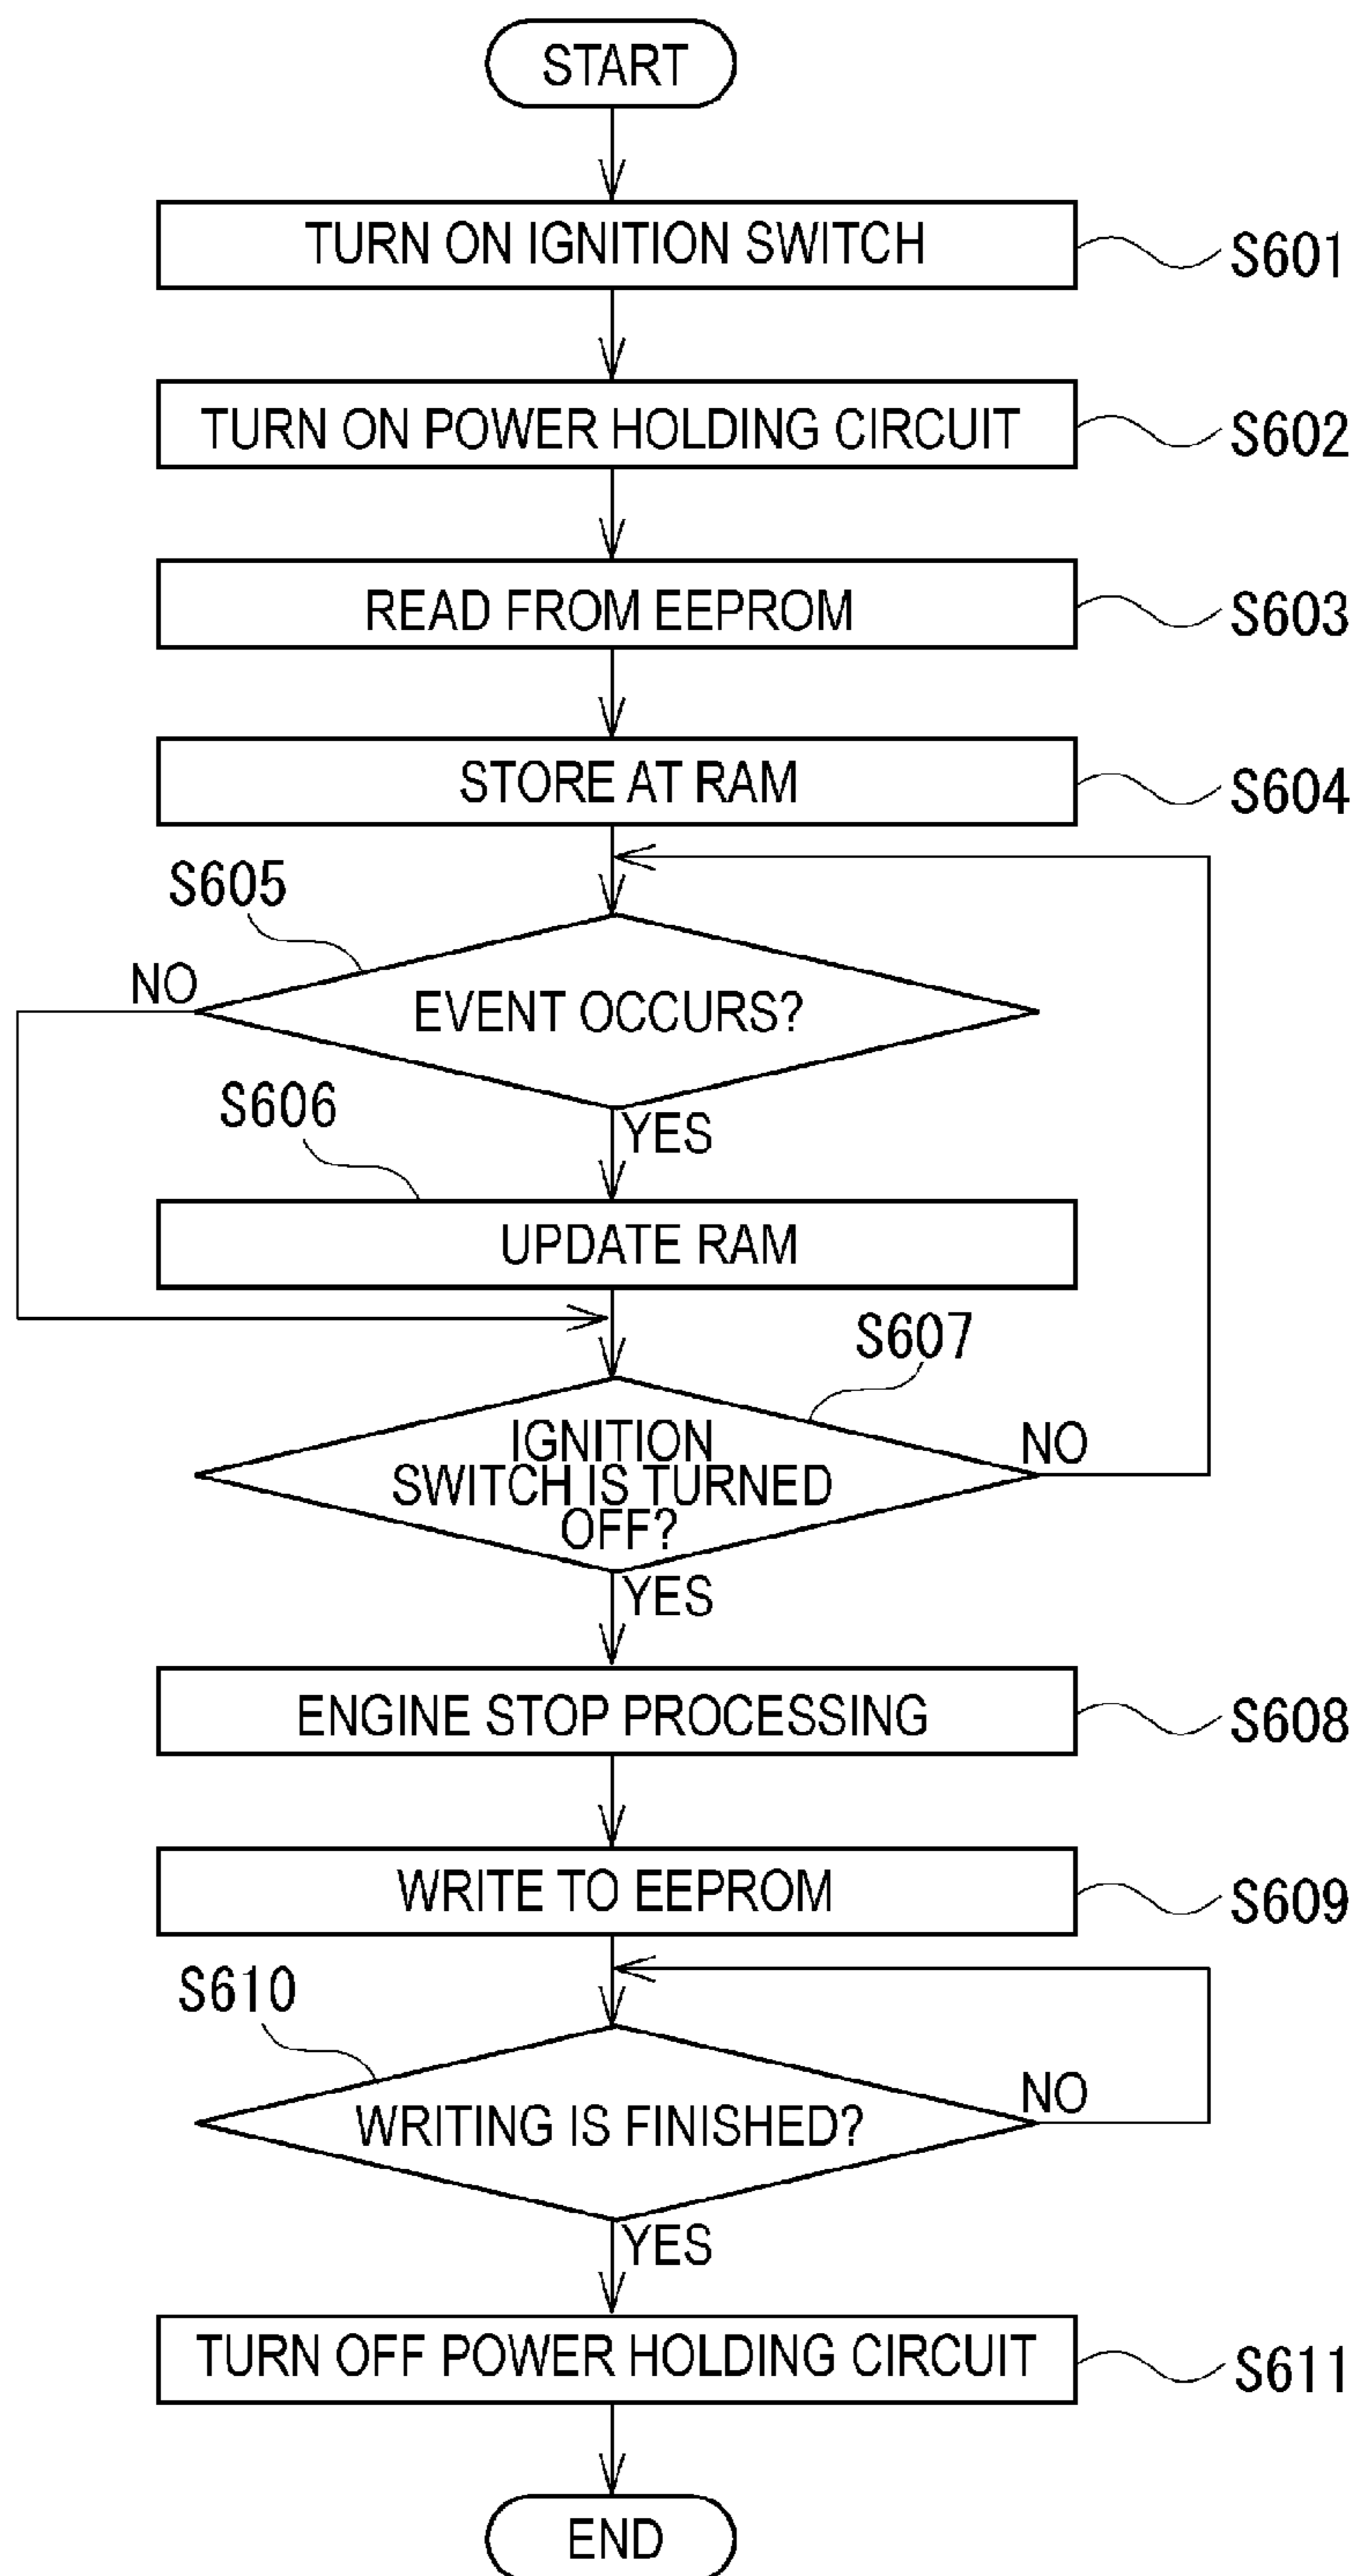 START
TURN ON IGNITION SWITCH
S601
TURN ON POWER HOLDING CIRCUIT
S602
READ FROM EEPROM
S603
STORE AT RAM
S604
S605
NO
EVENT OCCURS?
YES
S606
UPDATE RAM
S607
IGNITION
SWITCH IS TURNED
OFF?
NO
YES
ENGINE STOP PROCESSING
S608
WRITE TO EEPROM
S609
S610
WRITING IS FINISHED?
NO
YES
TURN OFF POWER HOLDING CIRCUIT
S611
END